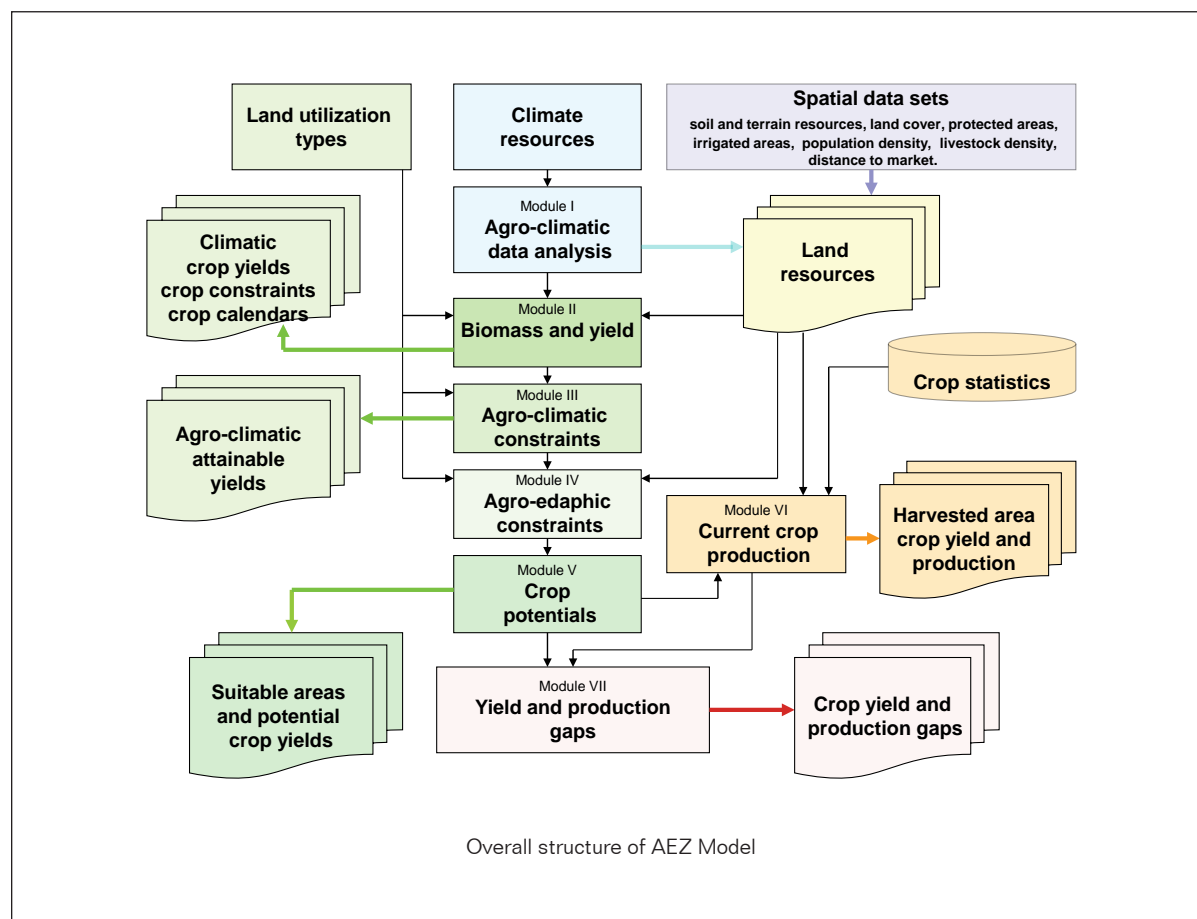 Land utilization
types
Climate
resources
Spatial data sets
soil and terrain resources, land cover, protected areas,
irrigated areas, population density, livestock density,
distance to market.
Module I
Agro-climatic
data analysis
Climatic
crop yields
crop constraints
crop calendars
Land
resources
Module II
Biomass and yield
Crop statistics
Module III
Agro-climatic
constraints
Agro-climatic
attainable
yields
Module IV
Agro-edaphic
constraints
Module VI
Current crop
production
Harvested area
crop yield and
production
Module V
Crop
potentials
Suitable areas
and potential
crop yields
Module VII
Yield and production
gaps
Crop yield and
production gaps
Overall structure of AEZ Model